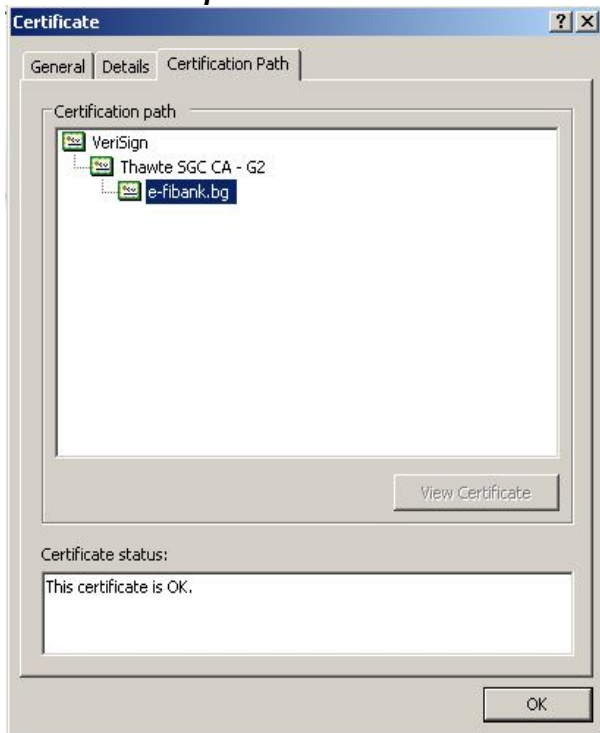 Certificate
General
Details
Certification Path
Certification path
VeriSign
Thawte SGC CA - G2
e-fibank.bg
View Certificate
Certificate status:
This certificate is OK.
OK